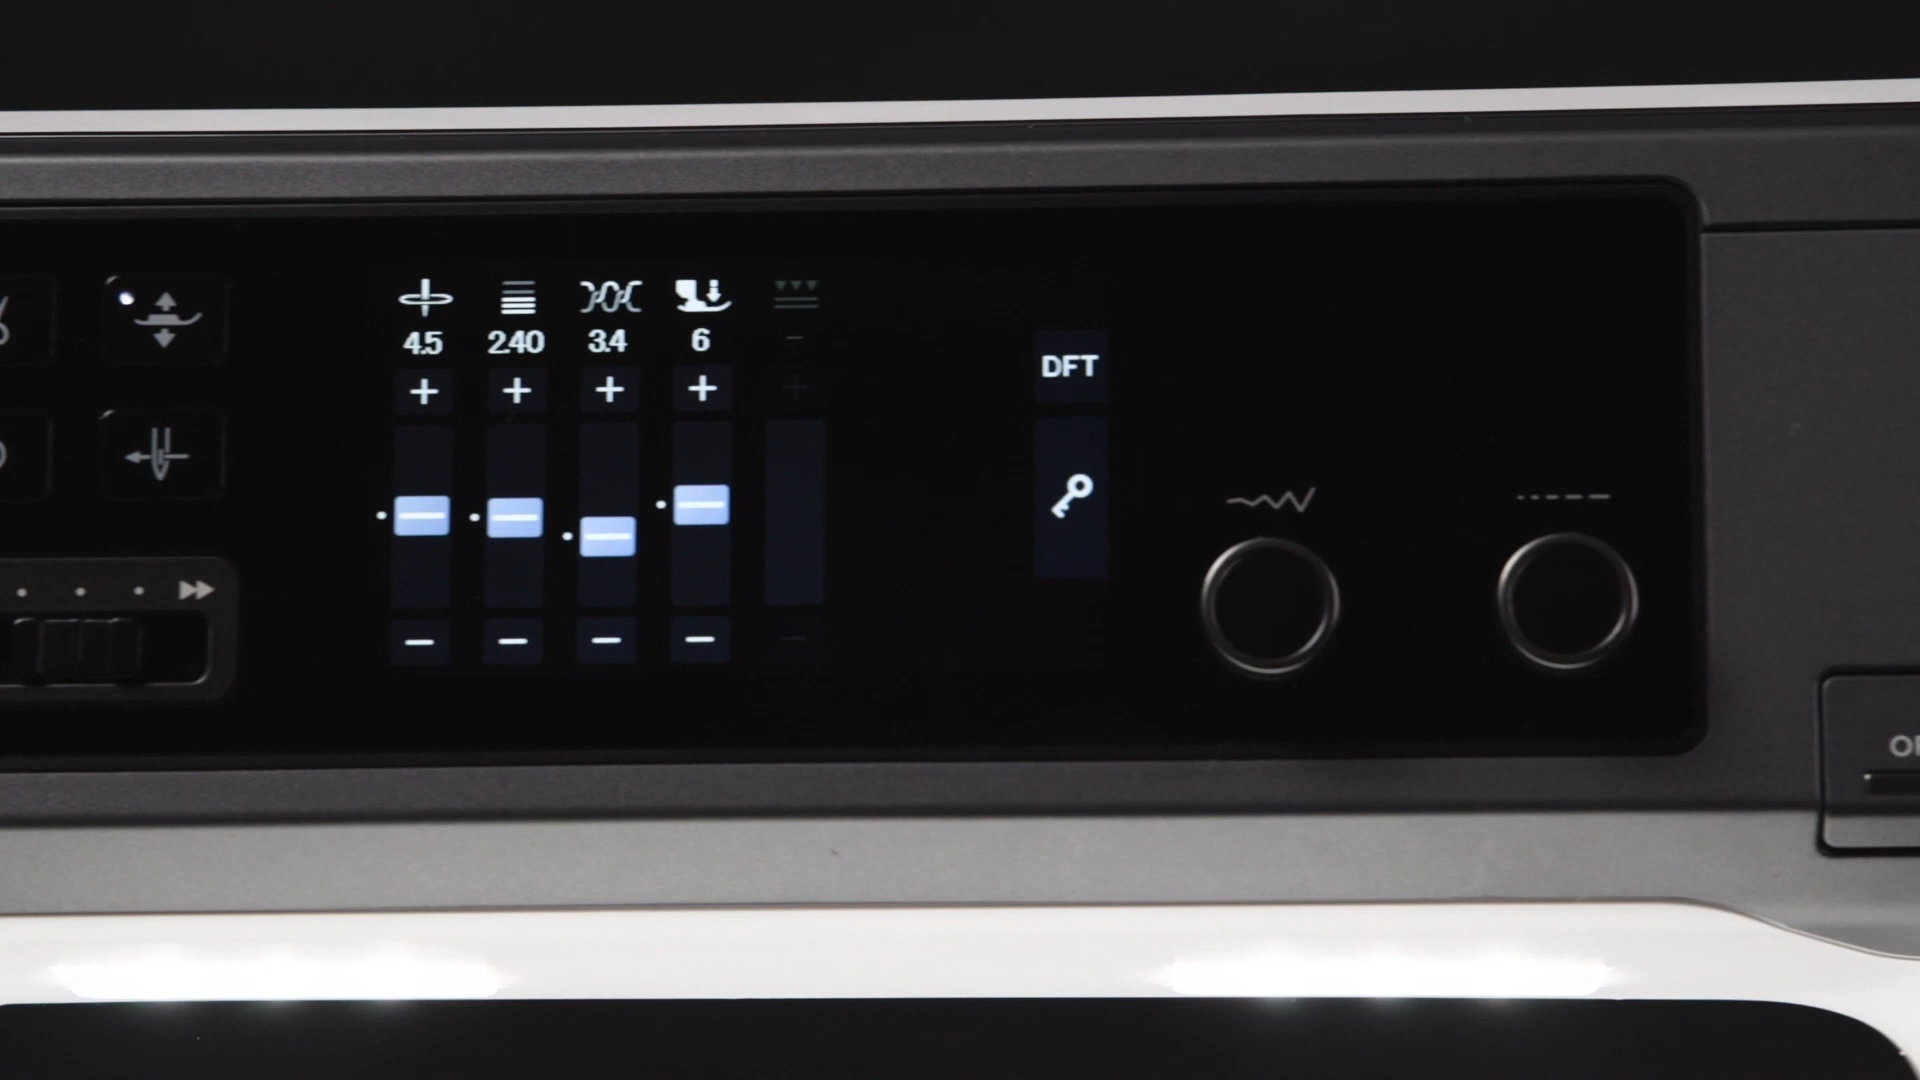 4.5 2.40 3.4 6 -
+ + + + +
DFT
- - - - -